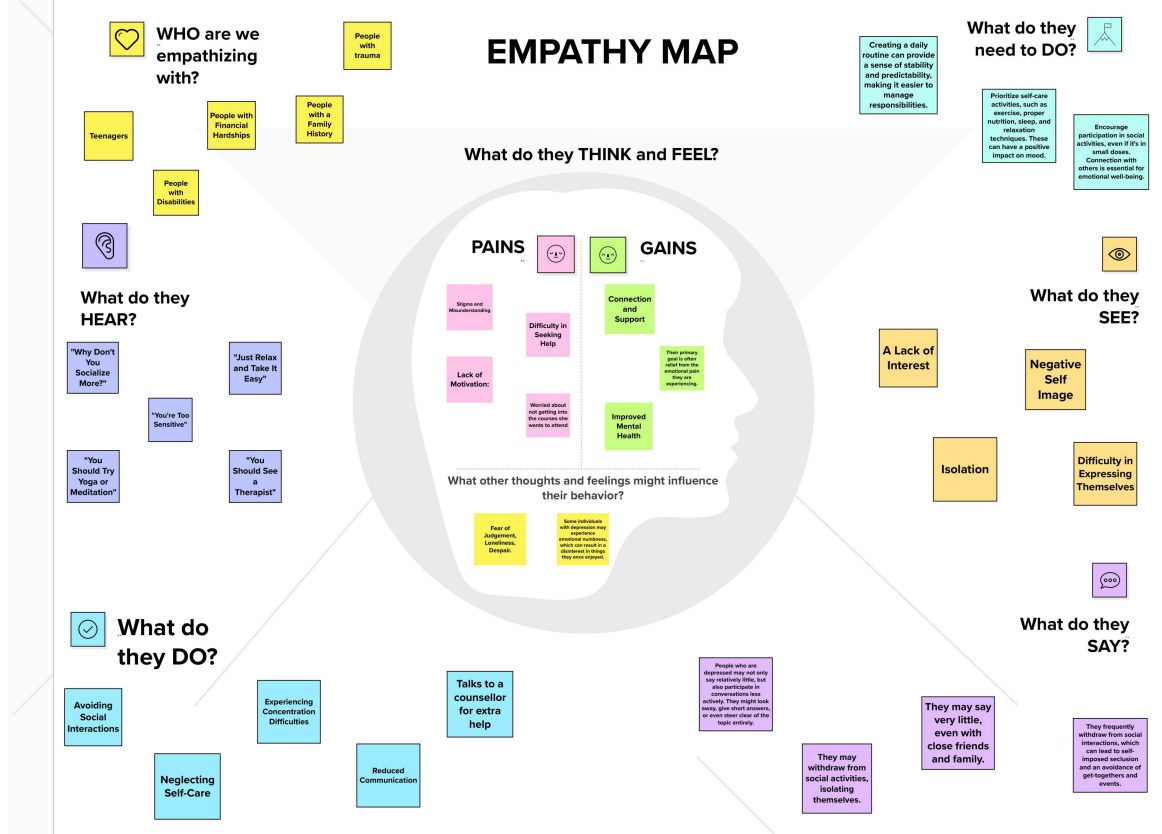 EMPATHY MAP
WHO are we
empathizing
with?
People
with
trauma
People with
Financial
Hardships
People
with a
Family
History
Teenagers
People
with
Disabilities
What do they
need to DO?
Creating a daily
routine can provide
a sense of stability
and predictability,
making it easier to
manage
responsibilities.
Prioritize self-care
activities, such as
exercise, proper
nutrition, sleep, and
relaxation
techniques. These
can have a positive
impact on mood.
Encourage
participation in social
activities, even if it's in
small doses.
Connection with
others is essential for
emotional well-being.
What do they THINK and FEEL?
PAINS
GAINS
Stigma and
Misunderstanding
Difficulty in
Seeking
Help
Lack of
Motivation:
Worried about
not getting into
the courses she
wants to attend
Connection
and
Support
Their primary
goal is often
relief from the
emotional pain
they are
experiencing.
Improved
Mental
Health
What other thoughts and feelings might influence
their behavior?
Fear of
Judgement,
Loneliness,
Despair.
Some individuals
with depression may
experience
emotional numbness,
which can result in a
disinterest in things
they once enjoyed.
What do they
HEAR?
"Why Don't
You
Socialize
More?"
"Just Relax
and Take It
Easy"
"You're Too
Sensitive"
"You
Should Try
Yoga or
Meditation"
"You
Should See
a
Therapist"
What do they
SEE?
A Lack of
Interest
Negative
Self
Image
Isolation
Difficulty in
Expressing
Themselves
What do
they DO?
Avoiding
Social
Interactions
Experiencing
Concentration
Difficulties
Talks to a
counsellor
for extra
help
Neglecting
Self-Care
Reduced
Communication
What do they
SAY?
People who are
depressed may not only
say relatively little, but
also participate in
conversations less
actively. They might look
away, give short answers,
or even steer clear of the
topic entirely.
They may
withdraw from
social activities,
isolating
themselves.
They may say
very little,
even with
close friends
and family.
They frequently
withdraw from social
interactions, which
can lead to self-
imposed seclusion
and an avoidance of
get-togethers and
events.